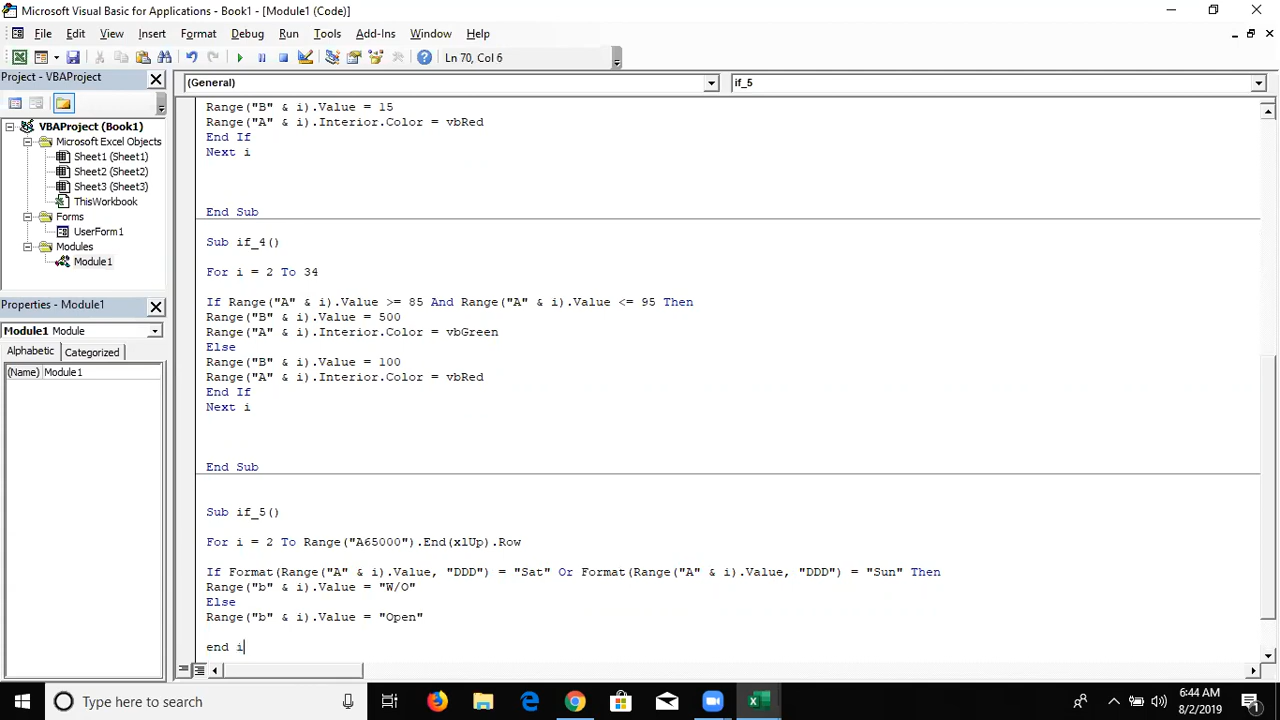 Microsoft Visual Basic for Applications - Book1 - [Module1 (Code)]
File Edit View Insert Format Debug Run Tools Add-Ins Window Help
Ln 70, Col 6
Project - VBAProject
(General) if_5
VBAProject (Book1)
Microsoft Excel Objects
Sheet1 (Sheet1)
Sheet2 (Sheet2)
Sheet3 (Sheet3)
ThisWorkbook
Forms
UserForm1
Modules
Module1
Properties - Module1
Module1 Module
Alphabetic Categorized
(Name) Module1
Range("B" & i).Value = 15
Range("A" & i).Interior.Color = vbRed
End If
Next i
End Sub
Sub if_4()
For i = 2 To 34
If Range("A" & i).Value >= 85 And Range("A" & i).Value <= 95 Then
Range("B" & i).Value = 500
Range("A" & i).Interior.Color = vbGreen
Else
Range("B" & i).Value = 100
Range("A" & i).Interior.Color = vbRed
End If
Next i
End Sub
Sub if_5()
For i = 2 To Range("A65000").End(xlUp).Row
If Format(Range("A" & i).Value, "DDD") = "Sat" Or Format(Range("A" & i).Value, "DDD") = "Sun" Then
Range("b" & i).Value = "W/O"
Else
Range("b" & i).Value = "Open"
end i
Type here to search
6:44 AM
8/2/2019
1